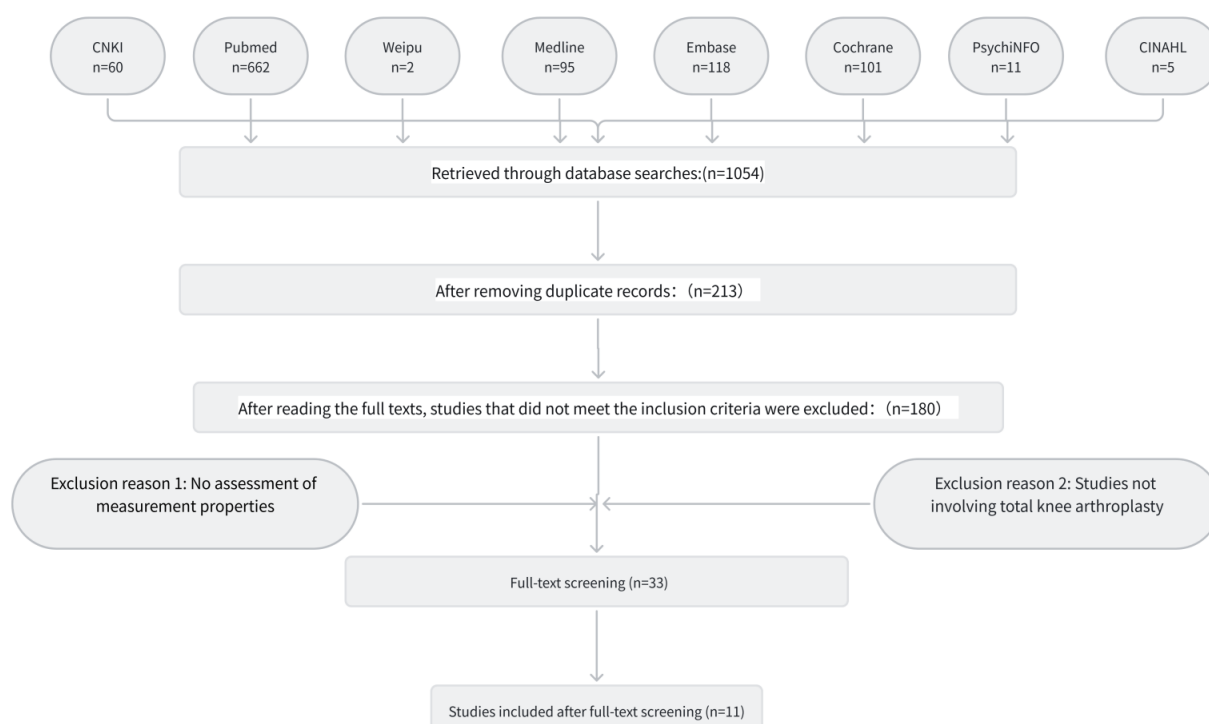 CNKI
n=60
Pubmed
n=662
Weipu
n=2
Medline
n=95
Embase
n=118
Cochrane
n=101
PsychiNFO
n=11
CINAHL
n=5
Retrieved through database searches:(n=1054)
After removing duplicate records:（n=213）
After reading the full texts, studies that did not meet the inclusion criteria were excluded:（n=180）
Exclusion reason 1: No assessment of
measurement properties
Exclusion reason 2: Studies not
involving total knee arthroplasty
Full-text screening (n=33)
Studies included after full-text screening (n=11)